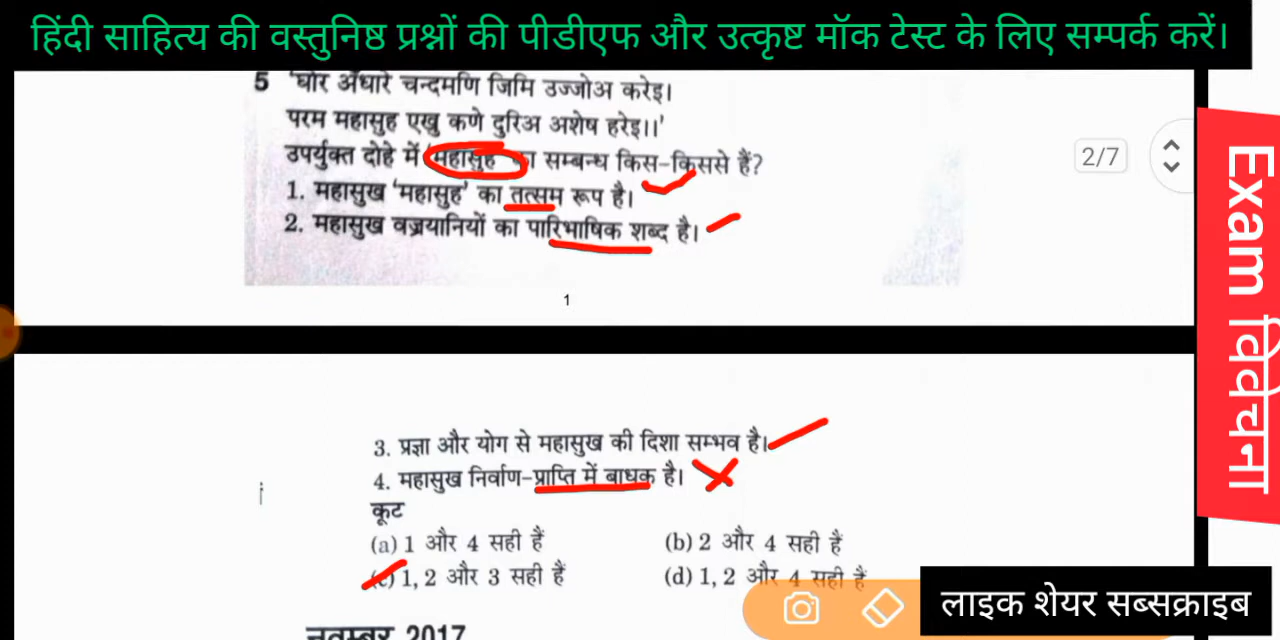 हिंदी साहित्य की वस्तुनिष्ठ प्रश्नों की पीडीएफ और उत्कृष्ट मॉक टेस्ट के लिए सम्पर्क करें।
5 'घोर अँधारे चन्दमणि जिमि उज्जोअ करेइ।
परम महासुह एखु कणे दुरिअ अशेष हरेइ।।'
उपर्युक्त दोहे में 'महासुह' का सम्बन्ध किस-किससे हैं?
1. महासुख 'महासुह' का तत्सम रूप है।
2. महासुख वज्रयानियों का पारिभाषिक शब्द है।
1
2/7
Exam विवेचना
3. प्रज्ञा और योग से महासुख की दिशा सम्भव है।
4. महासुख निर्वाण-प्राप्ति में बाधक है।
कूट
(a) 1 और 4 सही हैं
(b) 2 और 4 सही हैं
(c) 1, 2 और 3 सही हैं
(d) 1, 2 और 4 सही हैं
लाइक शेयर सब्सक्राइब
नवम्बर 2017